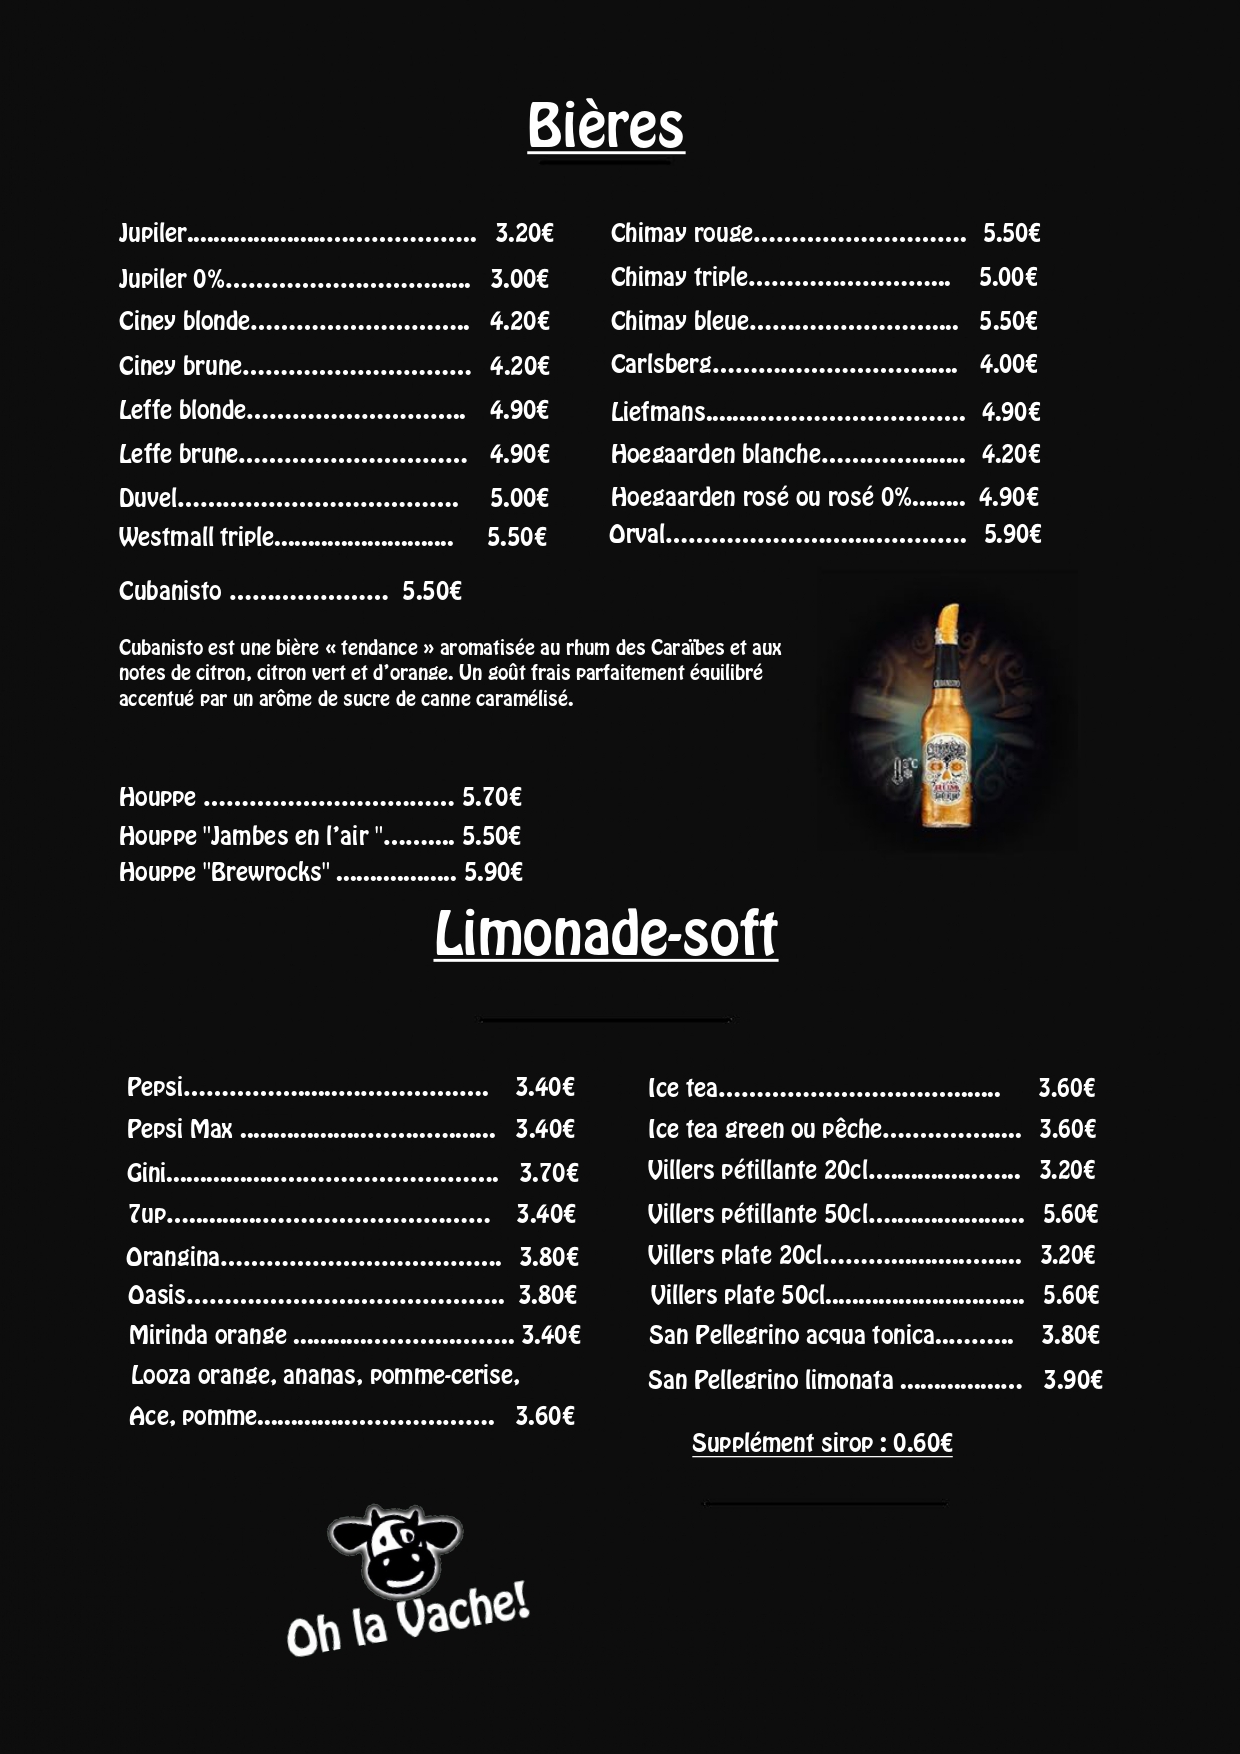 Bières
Jupiler............................................ 3.20€
Jupiler 0%................................. 3.00€
Ciney blonde............................. 4.20€
Ciney brune.............................. 4.20€
Leffe blonde............................. 4.90€
Leffe brune.............................. 4.90€
Duvel..................................... 5.00€
Westmall triple........................... 5.50€
Chimay rouge............................ 5.50€
Chimay triple........................... 5.00€
Chimay bleue............................ 5.50€
Carlsberg................................. 4.00€
Liefmans................................... 4.90€
Hoegaarden blanche................... 4.20€
Hoegaarden rosé ou rosé 0%....... 4.90€
Orval........................................ 5.90€
Cubanisto ..................... 5.50€
Cubanisto est une bière « tendance » aromatisée au rhum des Caraïbes et aux
notes de citron, citron vert et d'orange. Un goût frais parfaitement équilibré
accentué par un arôme de sucre de canne caramélisé.
Houppe ................................. 5.70€
Houppe "Jambes en l'air ".......... 5.50€
Houppe "Brewrocks" .................. 5.90€
Limonade-soft
Pepsi........................................ 3.40€
Pepsi Max ..................................... 3.40€
Gini............................................. 3.70€
7up........................................... 3.40€
Orangina..................................... 3.80€
Oasis.......................................... 3.80€
Mirinda orange ............................. 3.40€
Looza orange, ananas, pomme-cerise,
Ace, pomme................................ 3.60€
Ice tea..................................... 3.60€
Ice tea green ou pêche................... 3.60€
Villers pétillante 20cl.................... 3.20€
Villers pétillante 50cl...................... 5.60€
Villers plate 20cl........................... 3.20€
Villers plate 50cl.............................. 5.60€
San Pellegrino acqua tonica........... 3.80€
San Pellegrino limonata .................. 3.90€
Supplément sirop : 0.60€
Oh la Vache!